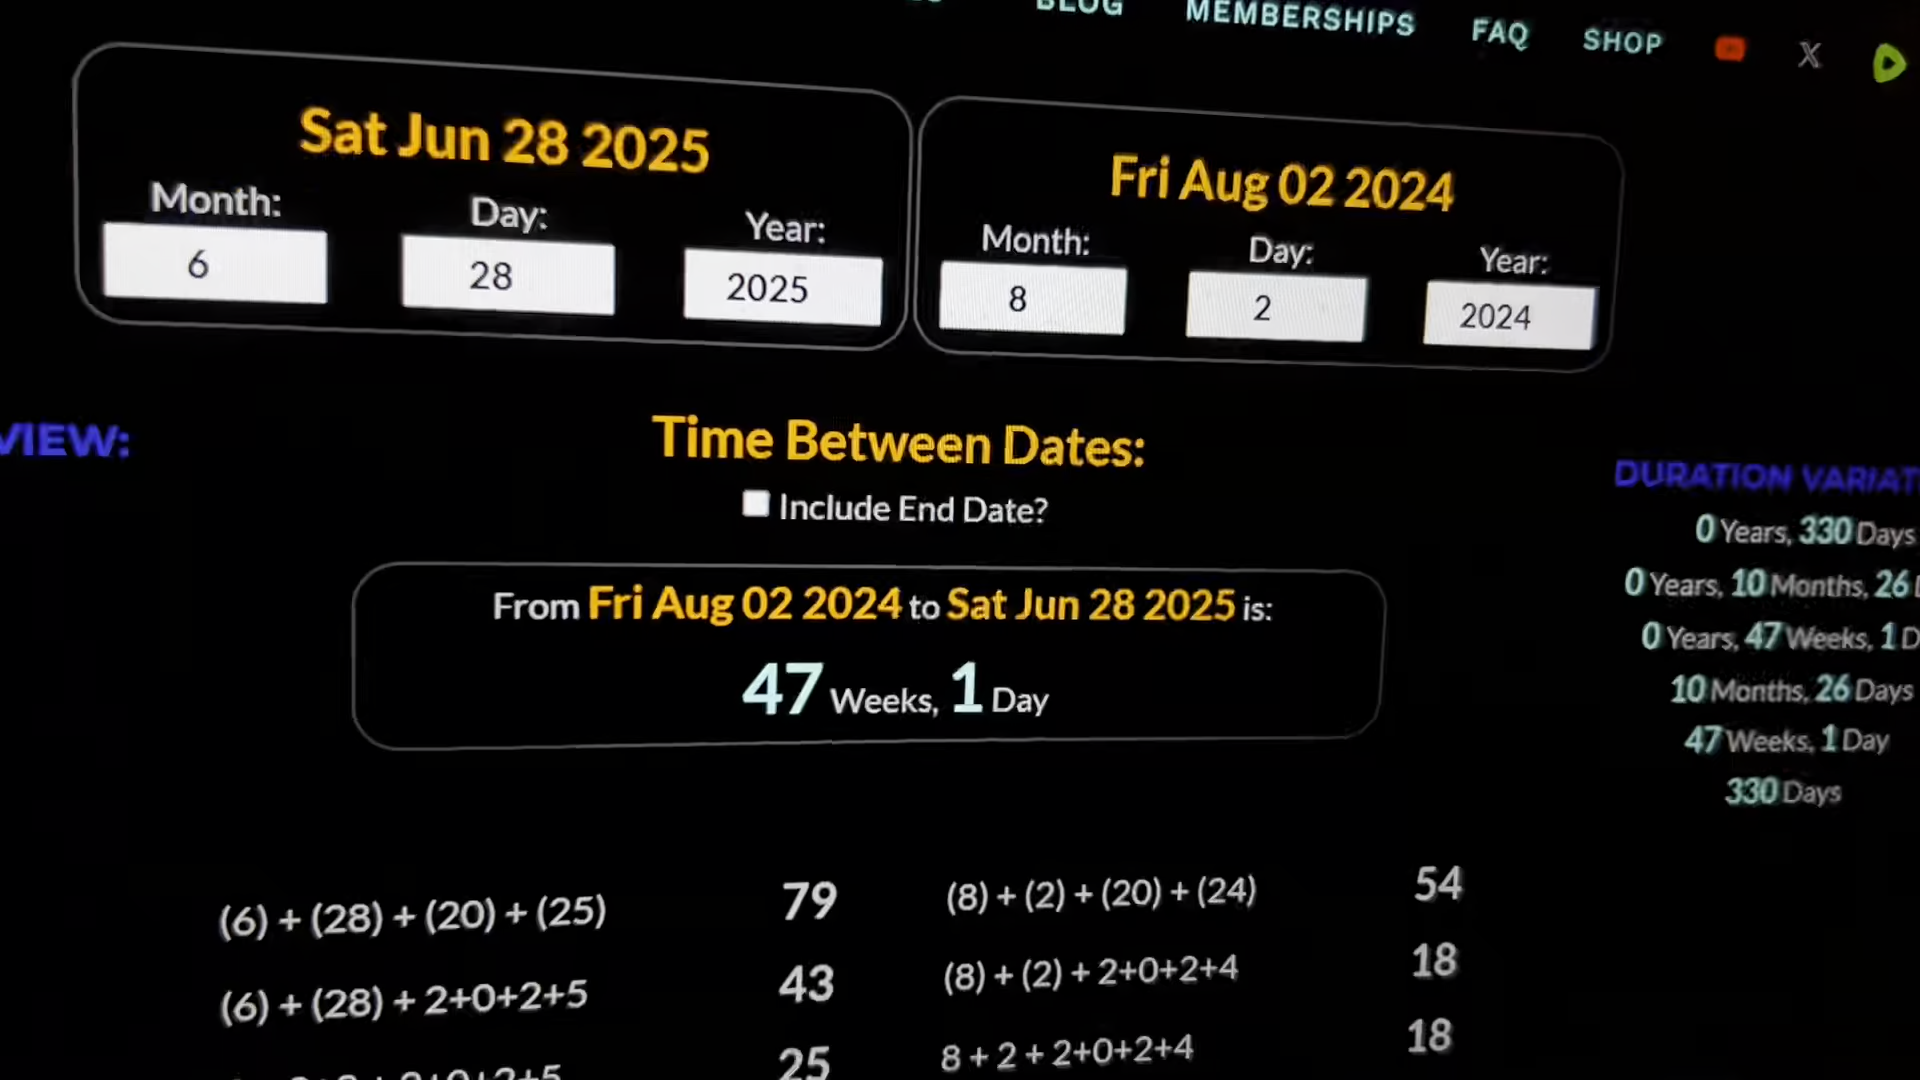 BLOG MEMBERSHIPS FAQ SHOP X
Sat Jun 28 2025
Month: Day: Year:
6 28 2025
Fri Aug 02 2024
Month: Day: Year:
8 2 2024
VIEW:
Time Between Dates:
Include End Date?
From Fri Aug 02 2024 to Sat Jun 28 2025 is:
47 Weeks, 1 Day
DURATION VARIAT
0 Years, 330 Days
0 Years, 10 Months, 26 D
0 Years, 47 Weeks, 1 D
10 Months, 26 Days
47 Weeks, 1 Day
330 Days
(6) + (28) + (20) + (25) 79
(8) + (2) + (20) + (24) 54
(6) + (28) + 2+0+2+5 43
(8) + (2) + 2+0+2+4 18
25
8 + 2 + 2+0+2+4 18